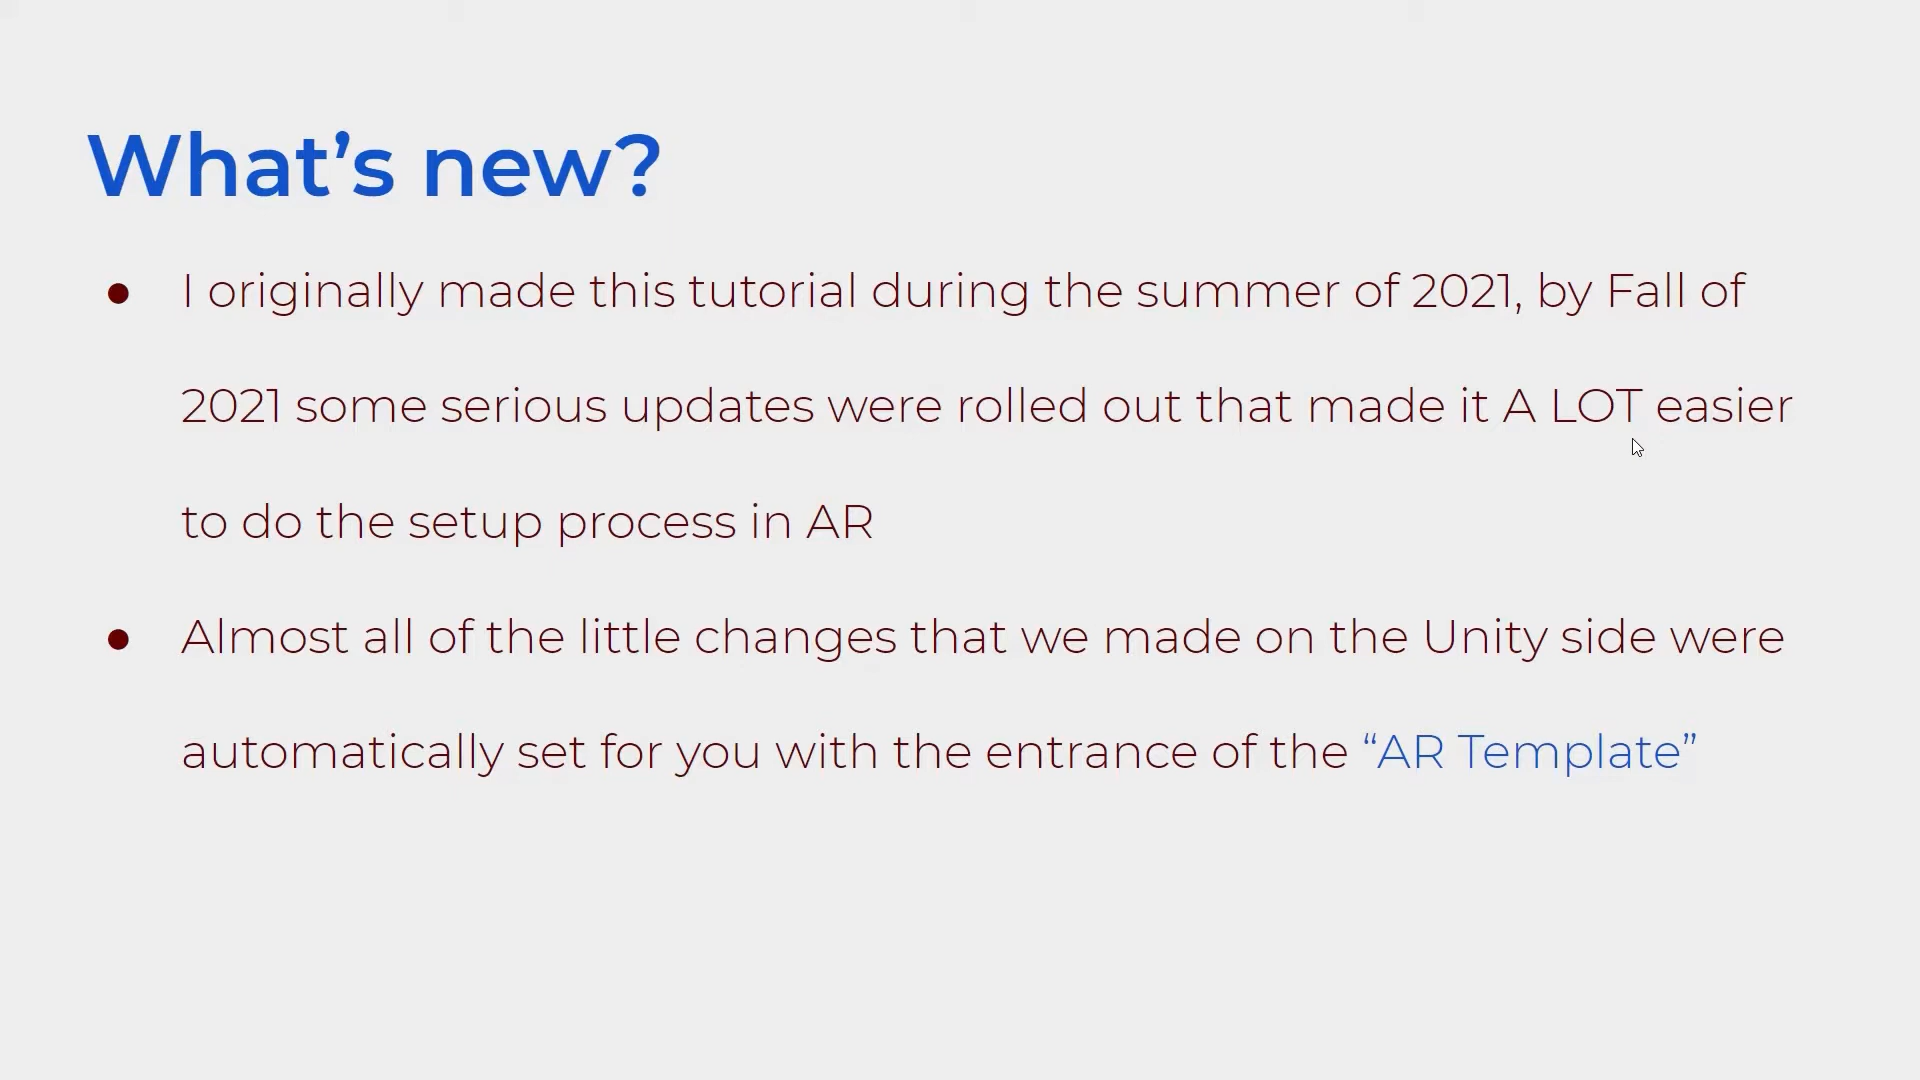 What’s new?
● I originally made this tutorial during the summer of 2021, by Fall of
2021 some serious updates were rolled out that made it A LOT easier
to do the setup process in AR
● Almost all of the little changes that we made on the Unity side were
automatically set for you with the entrance of the “AR Template”